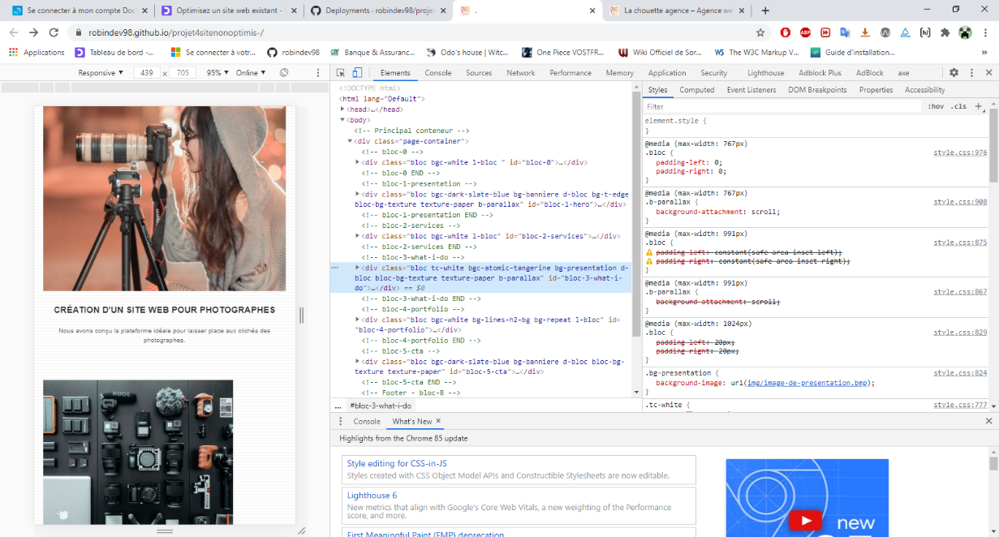 Se connecter à mon compte Doc
Optimisez un site web existant -
Deployments · robindev98/projet
.
La chouette agence – Agence we
robindev98.github.io/projet4sitenonoptimis-/
Applications
Tableau de bord -...
Se connecter à votr...
robindev98
Banque & Assuranc...
Odo's house | Witc...
One Piece VOSTFR...
Wiki Officiel de Sor...
The W3C Markup V...
Guide d'installation...
Responsive
439 x 705
95%
Online
Elements
Console
Sources
Network
Performance
Memory
Application
Security
Lighthouse
Adblock Plus
AdBlock
axe
CRÉATION D'UN SITE WEB POUR PHOTOGRAPHES
Nous avons conçu la plateforme idéale pour laisser place aux clichés des
photographes.
RODE
<!DOCTYPE html>
<html lang="Default">
<head>…</head>
<body>
<!-- Principal conteneur -->
<div class="page-container">
<!-- bloc-0 -->
<div class="bloc bgc-white l-bloc " id="bloc-0">…</div>
<!-- bloc-0 END -->
<!-- bloc-1-presentation -->
<div class="bloc bgc-dark-slate-blue bg-banniere d-bloc bg-t-edge
bloc-bg-texture texture-paper b-parallax" id="bloc-1-hero">…</div>
<!-- bloc-1-presentation END -->
<!-- bloc-2-services -->
<div class="bloc bgc-white l-bloc" id="bloc-2-services">…</div>
<!-- bloc-2-services END -->
<!-- bloc-3-what-i-do -->
<div class="bloc tc-white bgc-atomic-tangerine bg-presentation d-
bloc bloc-bg-texture texture-paper b-parallax" id="bloc-3-what-i-
do">…</div> == $0
<!-- bloc-3-what-i-do END -->
<!-- bloc-4-portfolio -->
<div class="bloc bgc-white bg-lines-h2-bg bg-repeat l-bloc" id=
"bloc-4-portfolio">…</div>
<!-- bloc-4-portfolio END -->
<!-- bloc-5-cta -->
<div class="bloc bgc-dark-slate-blue bg-banniere d-bloc bloc-bg-
texture texture-paper" id="bloc-5-cta">…</div>
<!-- bloc-5-cta END -->
<!-- Footer - bloc-8 -->
... #bloc-3-what-i-do
Styles
Computed
Event Listeners
DOM Breakpoints
Properties
Accessibility
Filter
:hov .cls +
element.style {
}
@media (max-width: 767px)
.bloc { style.css:976
padding-left: 0;
padding-right: 0;
}
@media (max-width: 767px)
.b-parallax { style.css:908
background-attachment: scroll;
}
@media (max-width: 991px)
.bloc { style.css:875
padding-left: constant(safe-area-inset-left);
padding-right: constant(safe-area-inset-right);
}
@media (max-width: 991px)
.b-parallax { style.css:867
background-attachment: scroll;
}
@media (max-width: 1024px)
.bloc { style.css:829
padding-left: 20px;
padding-right: 20px;
}
.bg-presentation { style.css:824
background-image: url(img/image-de-presentation.bmp);
}
.tc-white { style.css:777
Console
What's New
Highlights from the Chrome 85 update
Style editing for CSS-in-JS
Styles created with CSS Object Model APIs and Constructible Stylesheets are now editable.
Lighthouse 6
New metrics that align with Google's Core Web Vitals, a new weighting of the Performance
score, and more.
First Meaningful Paint (FMP) deprecation
new